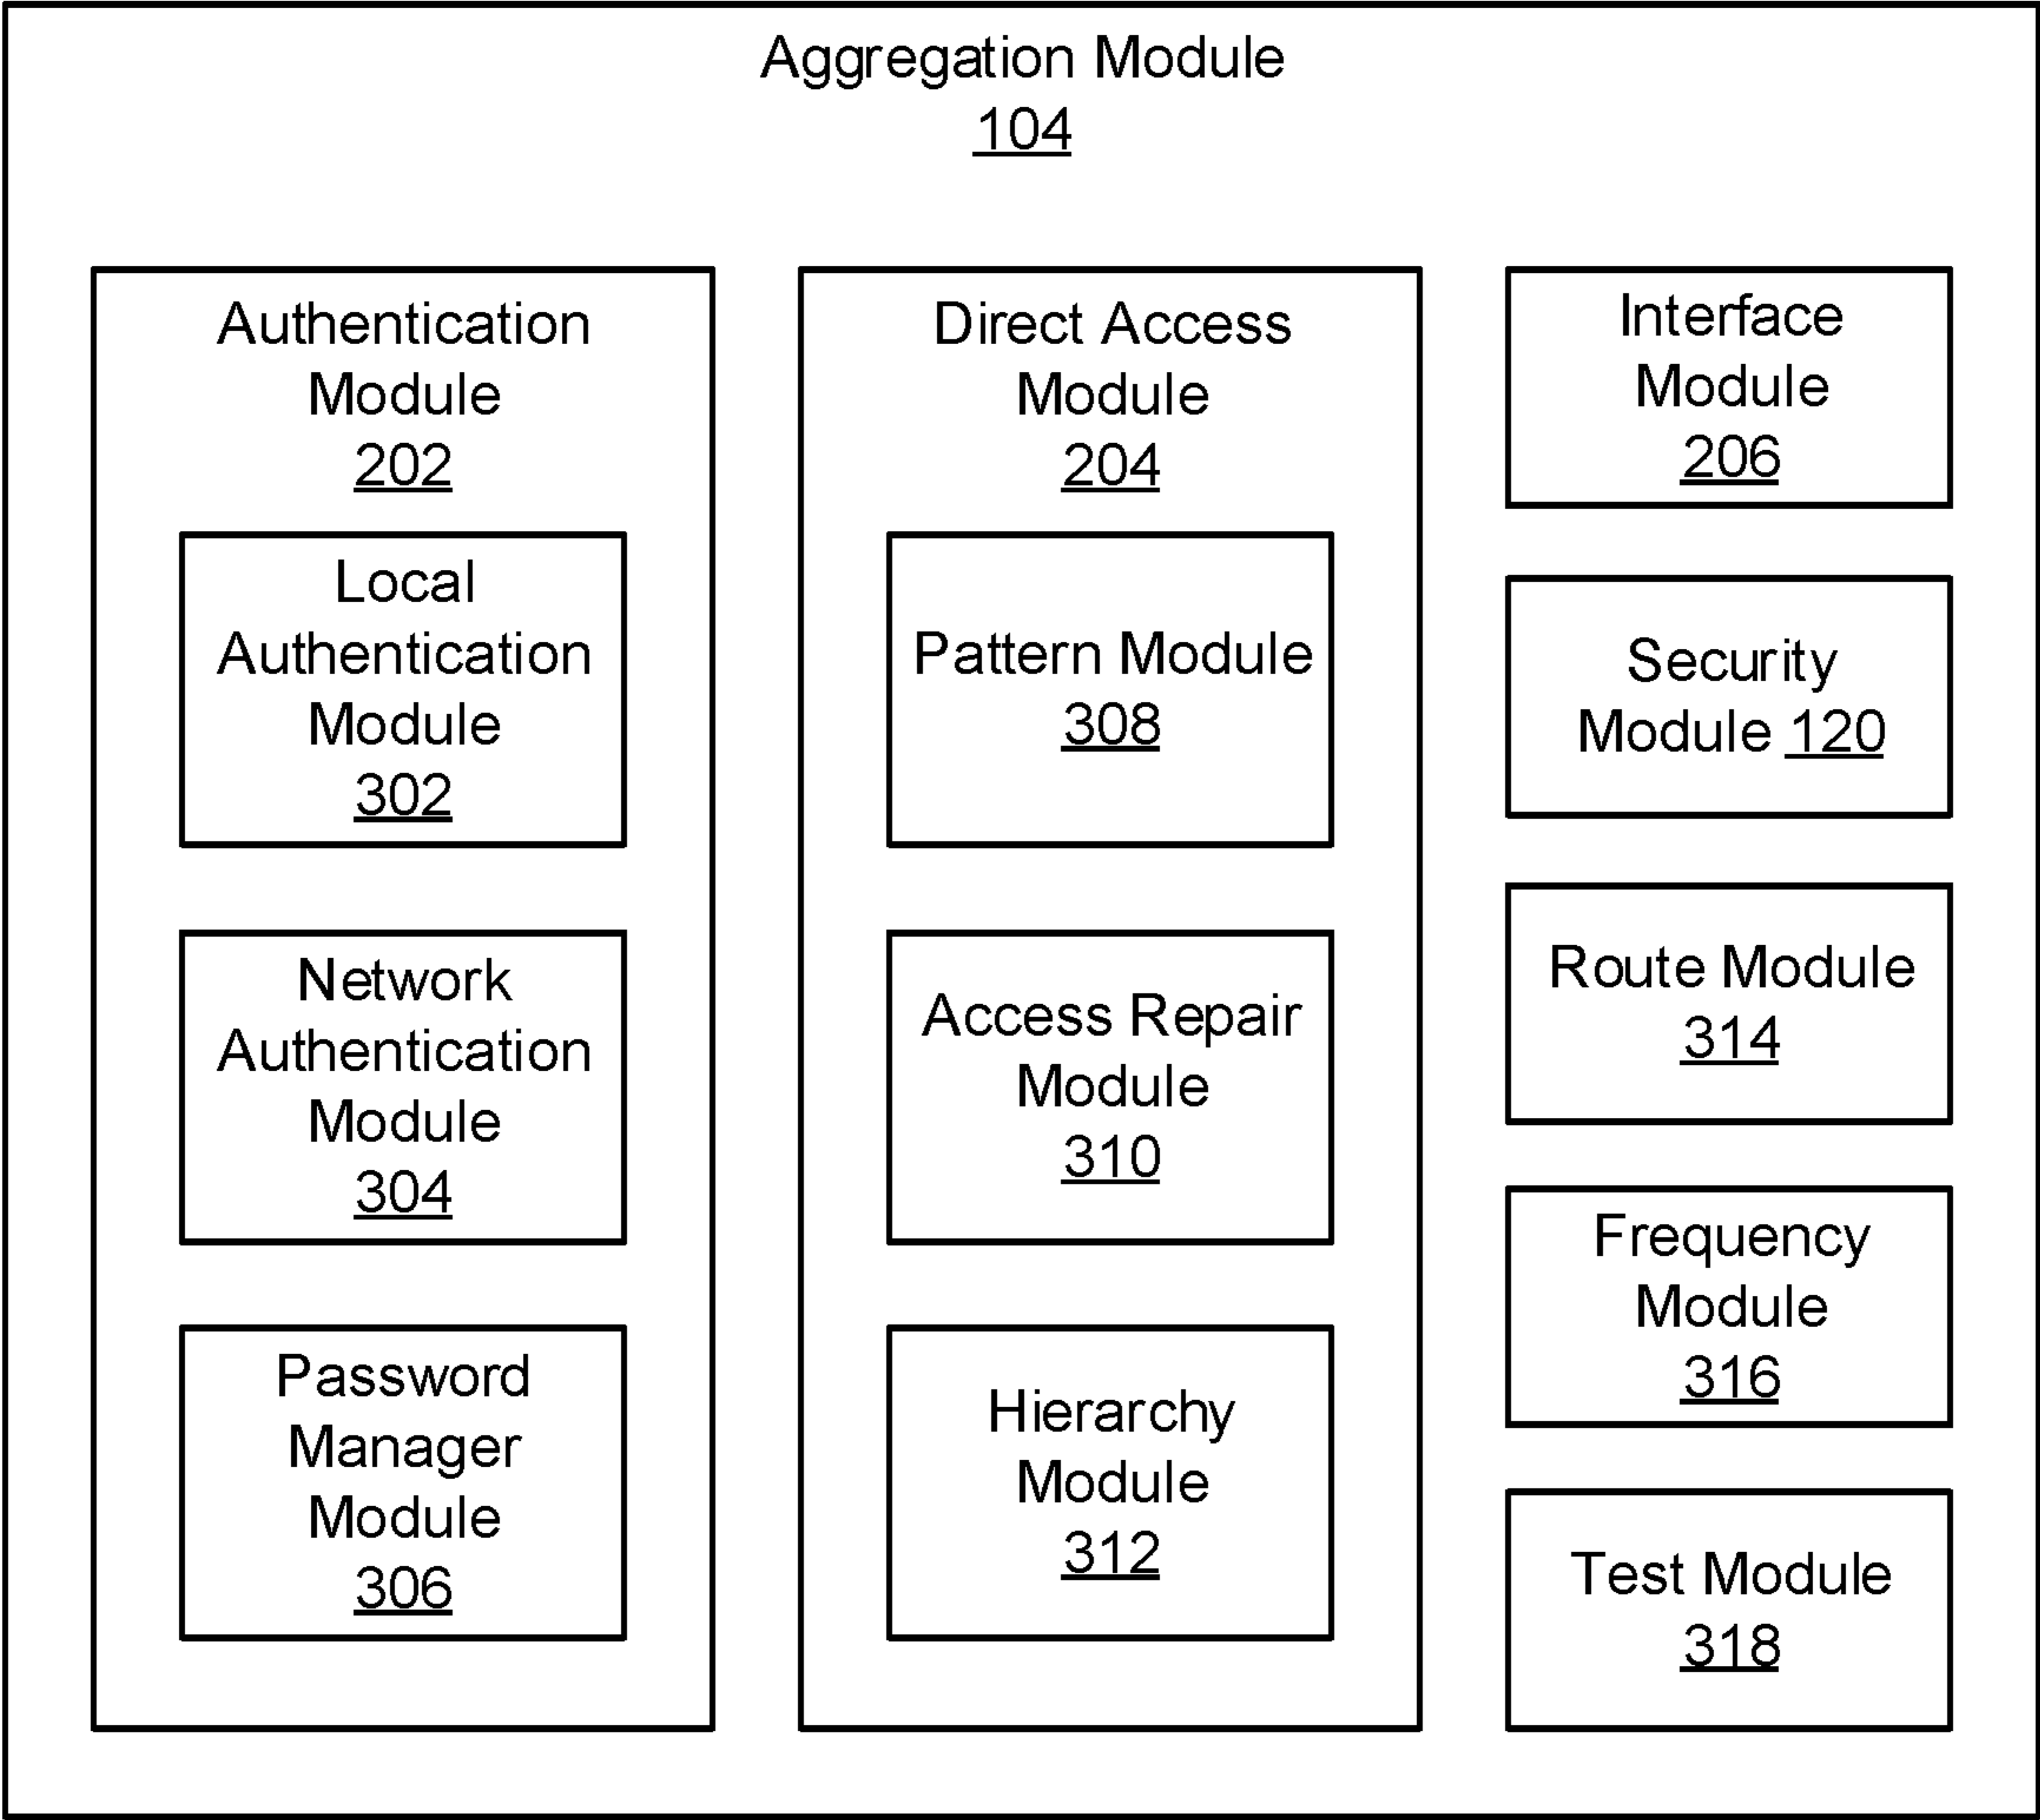 Aggregation Module
104
Authentication
Module
202
Local
Authentication
Module
302
Network
Authentication
Module
304
Password
Manager
Module
306
Direct Access
Module
204
Pattern Module
308
Access Repair
Module
310
Hierarchy
Module
312
Interface
Module
206
Security
Module 120
Route Module
314
Frequency
Module
316
Test Module
318